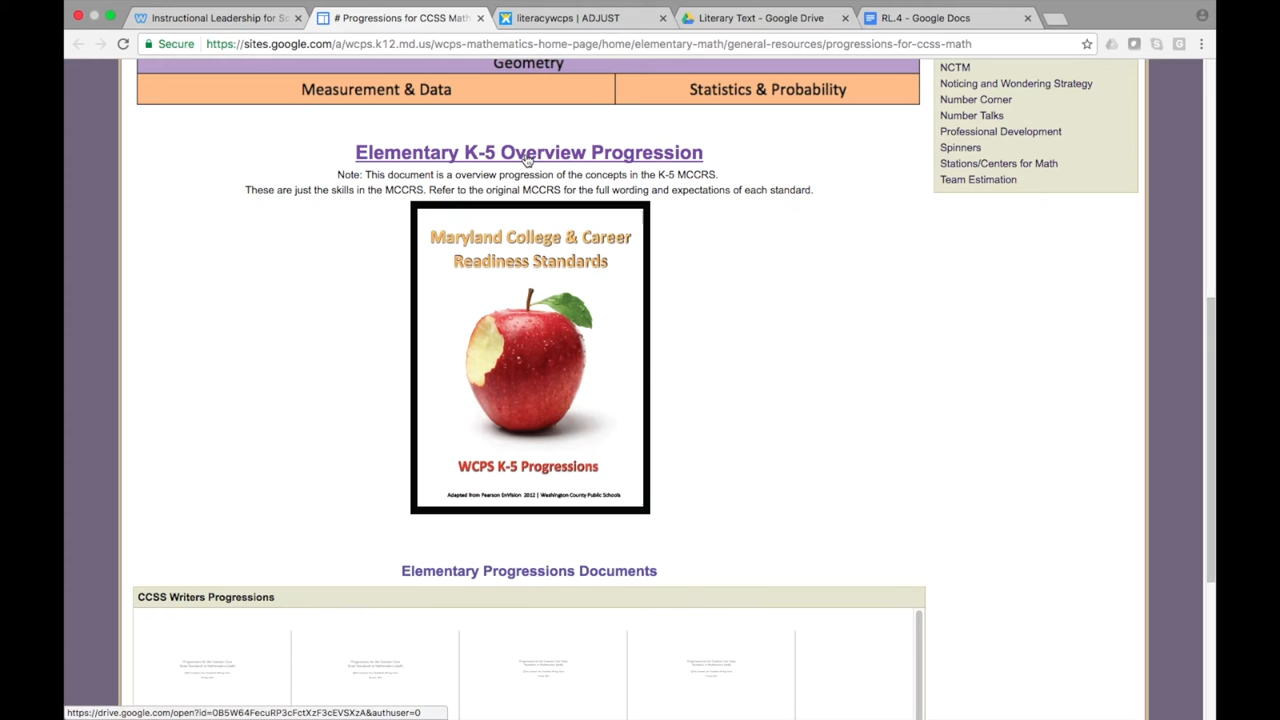 Instructional Leadership for Sc
# Progressions for CCSS Math
literacywcps | ADJUST
Literary Text - Google Drive
RL.4 - Google Docs
Secure
https://sites.google.com/a/wcps.k12.md.us/wcps-mathematics-home-page/home/elementary-math/general-resources/progressions-for-ccss-math
Geometry
Measurement & Data
Statistics & Probability
NCTM
Noticing and Wondering Strategy
Number Corner
Number Talks
Professional Development
Spinners
Stations/Centers for Math
Team Estimation
Elementary K-5 Overview Progression
Note: This document is a overview progression of the concepts in the K-5 MCCRS.
These are just the skills in the MCCRS. Refer to the original MCCRS for the full wording and expectations of each standard.
Maryland College & Career
Readiness Standards
WCPS K-5 Progressions
Adapted from Pearson EnVision 2012 | Washington County Public Schools
Elementary Progressions Documents
CCSS Writers Progressions
https://drive.google.com/open?id=0B5W64FecuRP3cFctXzF3cEVSXzA&authuser=0